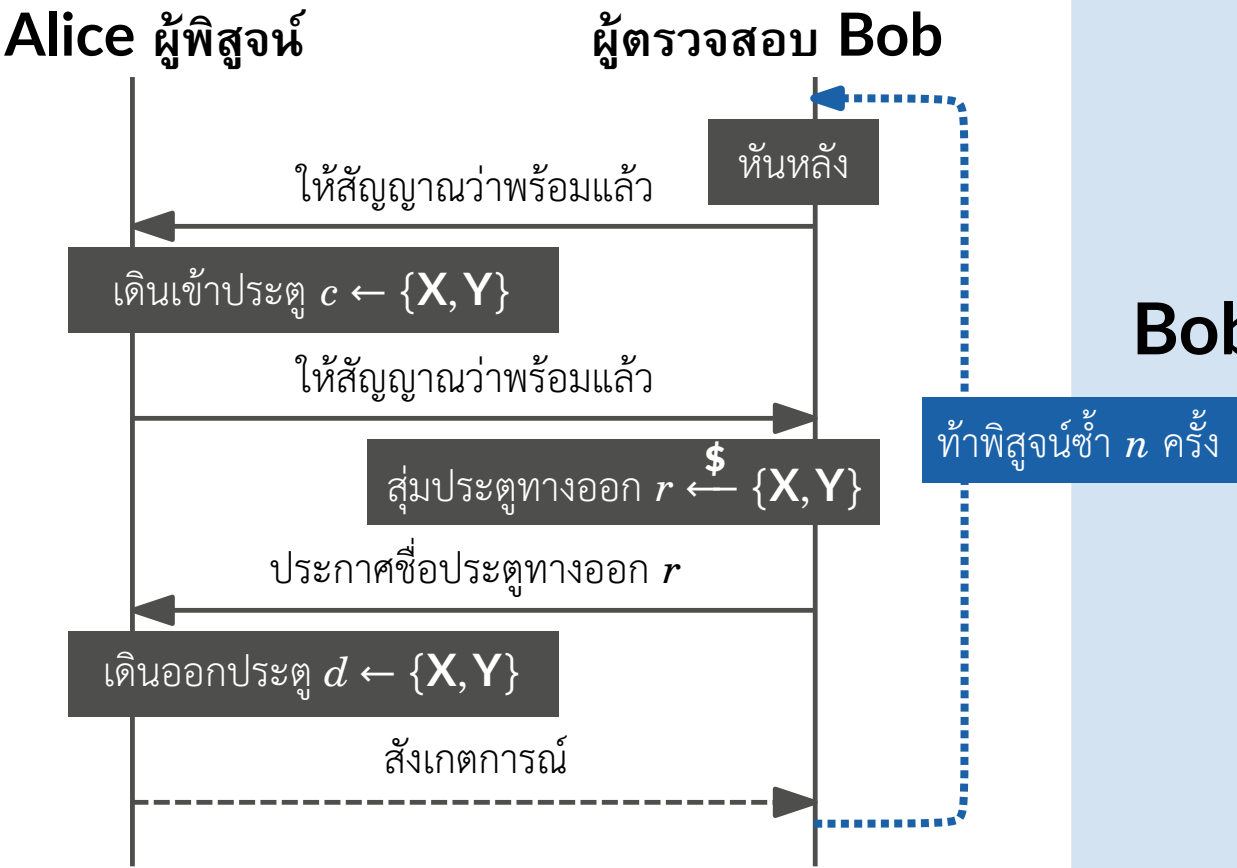 Alice ผู้พิสูจน์
ผู้ตรวจสอบ Bob
หันหลัง
ให้สัญญาณว่าพร้อมแล้ว
เดินเข้าประตู c ← {X, Y}
Bob
ให้สัญญาณว่าพร้อมแล้ว
ท้าพิสูจน์ซ้ำ n ครั้ง
สุ่มประตูทางออก r ←$ {X, Y}
ประกาศชื่อประตูทางออก r
เดินออกประตู d ← {X, Y}
สังเกตการณ์